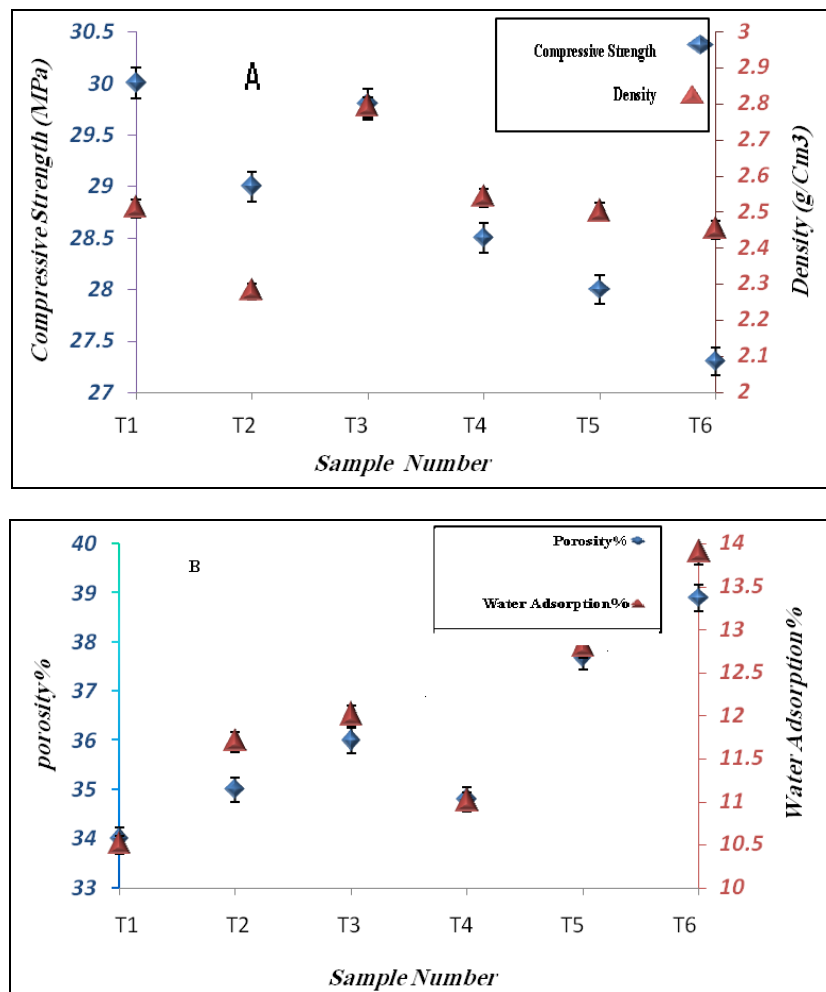 30.5
30
29.5
29
28.5
28
27.5
27
Compressive Strength (MPa)
A
Compressive Strength
Density
3
2.9
2.8
2.7
2.6
2.5
2.4
2.3
2.2
2.1
2
Density (g/Cm3)
T1 T2 T3 T4 T5 T6
Sample Number
40
39
38
37
36
35
34
33
porosity%
B
Porosity%
Water Adsorption%
14
13.5
13
12.5
12
11.5
11
10.5
10
Water Adsorption%
T1 T2 T3 T4 T5 T6
Sample Number